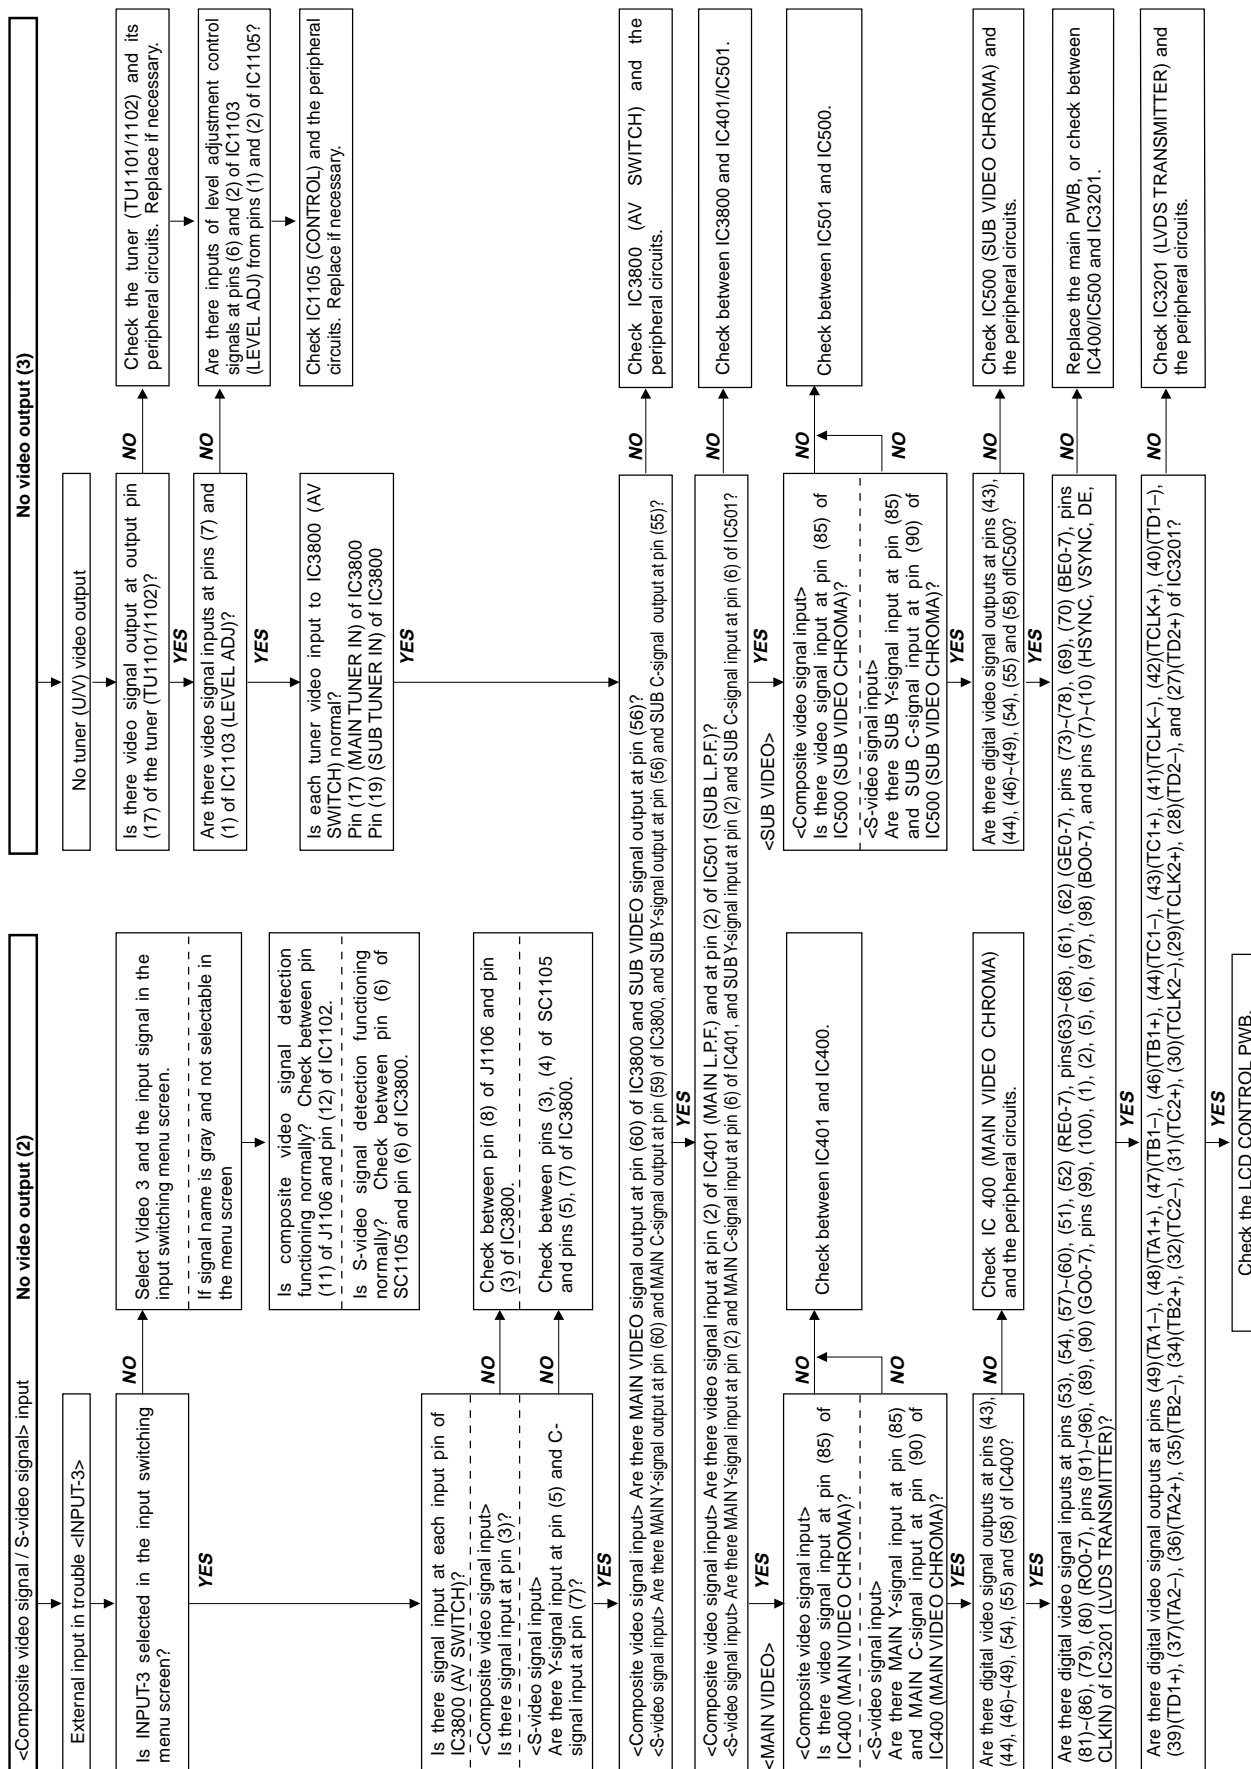 <Composite video signal / S-video signal> input
No video output (2)
External input in trouble <INPUT-3>
Is INPUT-3 selected in the input switching
menu screen?
NO
Select Video 3 and the input signal in the
input switching menu screen.
If signal name is gray and not selectable in
the menu screen
YES
Is composite video signal detection
functioning normally? Check between pin
(11) of J1106 and pin (12) of IC1102.
Is S-video signal detection functioning
normally? Check between pin (6) of
SC1105 and pin (6) of IC3800.
Is there signal input at each input pin of
IC3800 (AV SWITCH)?
<Composite video signal input>
Is there signal input at pin (3)?
NO
Check between pin (8) of J1106 and pin
(3) of IC3800.
<S-video signal input>
Are there Y-signal input at pin (5) and C-
signal input at pin (7)?
NO
Check between pins (3), (4) of SC1105
and pins (5), (7) of IC3800.
YES
No video output (3)
No tuner (U/V) video output
Is there video signal output at output pin
(17) of the tuner (TU1101/1102)?
NO
Check the tuner (TU1101/1102) and its
peripheral circuits. Replace if necessary.
YES
Are there video signal inputs at pins (7) and
(1) of IC1103 (LEVEL ADJ)?
NO
Are there inputs of level adjustment control
signals at pins (6) and (2) of IC1103
(LEVEL ADJ) from pins (1) and (2) of IC1105?
Check IC1105 (CONTROL) and the peripheral
circuits. Replace if necessary.
YES
Is each tuner video input to IC3800 (AV
SWITCH) normal?
Pin (17) (MAIN TUNER IN) of IC3800
Pin (19) (SUB TUNER IN) of IC3800
YES
<Composite video signal input> Are there MAIN VIDEO signal output at pin (60) of IC3800 and SUB VIDEO signal output at pin (56)?
<S-video signal input> Are there MAIN Y-signal output at pin (60) and MAIN C-signal output at pin (59) of IC3800, and SUB Y-signal output at pin (56) and SUB C-signal output at pin (55)?
NO
Check IC3800 (AV SWITCH) and the
peripheral circuits.
YES
<Composite video signal input> Are there video signal input at pin (2) of IC401 (MAIN L.P.F.) and at pin (2) of IC501 (SUB L.P.F.)?
<S-video signal input> Are there MAIN Y-signal input at pin (2) and MAIN C-signal input at pin (6) of IC401, and SUB Y-signal input at pin (2) and SUB C-signal input at pin (6) of IC501?
NO
Check between IC3800 and IC401/IC501.
<MAIN VIDEO>
YES
<Composite video signal input>
Is there video signal input at pin (85) of
IC400 (MAIN VIDEO CHROMA)?
NO
Check between IC401 and IC400.
<S-video signal input>
Are there MAIN Y-signal input at pin (85)
and MAIN C-signal input at pin (90) of
IC400 (MAIN VIDEO CHROMA)?
NO
YES
Are there digital video signal outputs at pins (43),
(44), (46)~(49), (54), (55) and (58) of IC400?
NO
Check IC 400 (MAIN VIDEO CHROMA)
and the peripheral circuits.
YES
<SUB VIDEO>
YES
<Composite video signal input>
Is there video signal input at pin (85) of
IC500 (SUB VIDEO CHROMA)?
NO
Check between IC501 and IC500.
<S-video signal input>
Are there SUB Y-signal input at pin (85)
and SUB C-signal input at pin (90) of
IC500 (SUB VIDEO CHROMA)?
NO
YES
Are there digital video signal outputs at pins (43),
(44), (46)~(49), (54), (55) and (58) ofIC500?
NO
Check IC500 (SUB VIDEO CHROMA) and
the peripheral circuits.
YES
Are there digital video signal inputs at pins (53), (54), (57)~(60), (51), (52) (RE0-7), pins(63)~(68), (61), (62) (GE0-7), pins (73)~(78), (69), (70) (BE0-7), pins
(81)~(86), (79), (80) (RO0-7), pins (91)~(96), (89), (90) (GO0-7), pins (99), (100), (1), (2), (5), (6), (97), (98) (BO0-7), and pins (7)~(10) (HSYNC, VSYNC, DE,
CLKIN) of IC3201 (LVDS TRANSMITTER)?
NO
Replace the main PWB, or check between
IC400/IC500 and IC3201.
YES
Are there digital video signal outputs at pins (49)(TA1–), (48)(TA1+), (47)(TB1–), (46)(TB1+), (44)(TC1–), (43)(TC1+), (41)(TCLK–), (42)(TCLK+), (40)(TD1–),
(39)(TD1+), (37)(TA2–), (36)(TA2+), (35)(TB2–), (34)(TB2+), (32)(TC2–), (31)(TC2+), (30)(TCLK2–),(29)(TCLK2+), (28)(TD2–), and (27)(TD2+) of IC3201?
NO
Check IC3201 (LVDS TRANSMITTER) and
the peripheral circuits.
YES
Check the LCD CONTROL PWB.